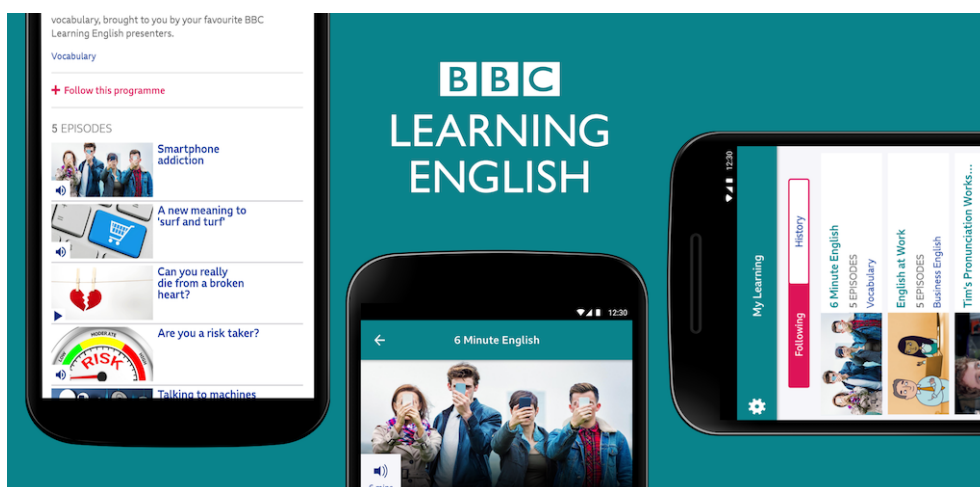 vocabulary, brought to you by your favourite BBC
Learning English presenters.
Vocabulary
+ Follow this programme
5 EPISODES
Smartphone
addiction
A new meaning to
'surf and turf'
Can you really
die from a broken
heart?
Are you a risk taker?
LOW
MODERATE
RISK
Talking to machines
BBC
LEARNING
ENGLISH
12:30
6 Minute English
12:30
My Learning
Following
History
6 Minute English
5 EPISODES
Vocabulary
English at Work
5 EPISODES
Business English
Tim's Pronunciation Works...